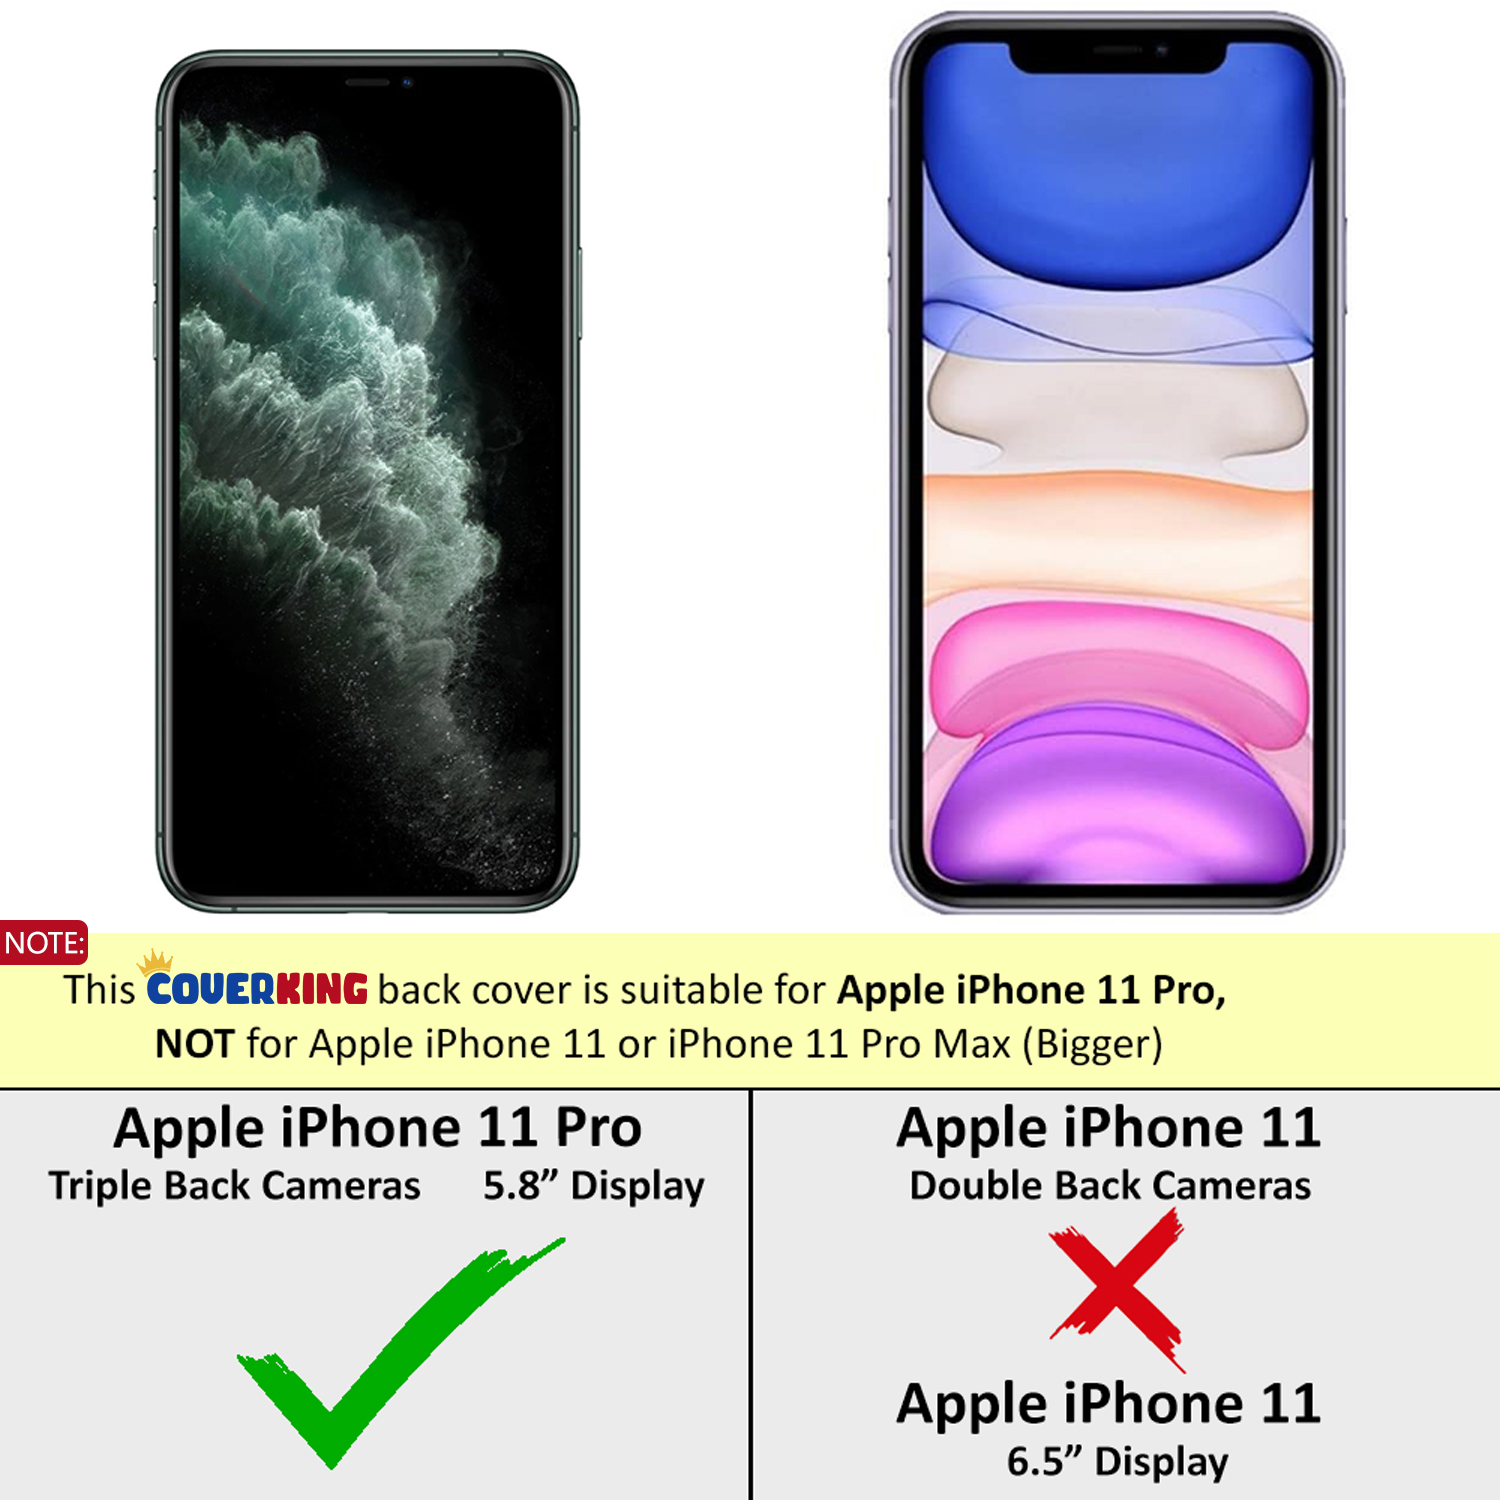 NOTE:
This COVERKING back cover is suitable for Apple iPhone 11 Pro,
NOT for Apple iPhone 11 or iPhone 11 Pro Max (Bigger)
Apple iPhone 11 Pro
Triple Back Cameras 5.8” Display
Apple iPhone 11
Double Back Cameras
Apple iPhone 11
6.5” Display